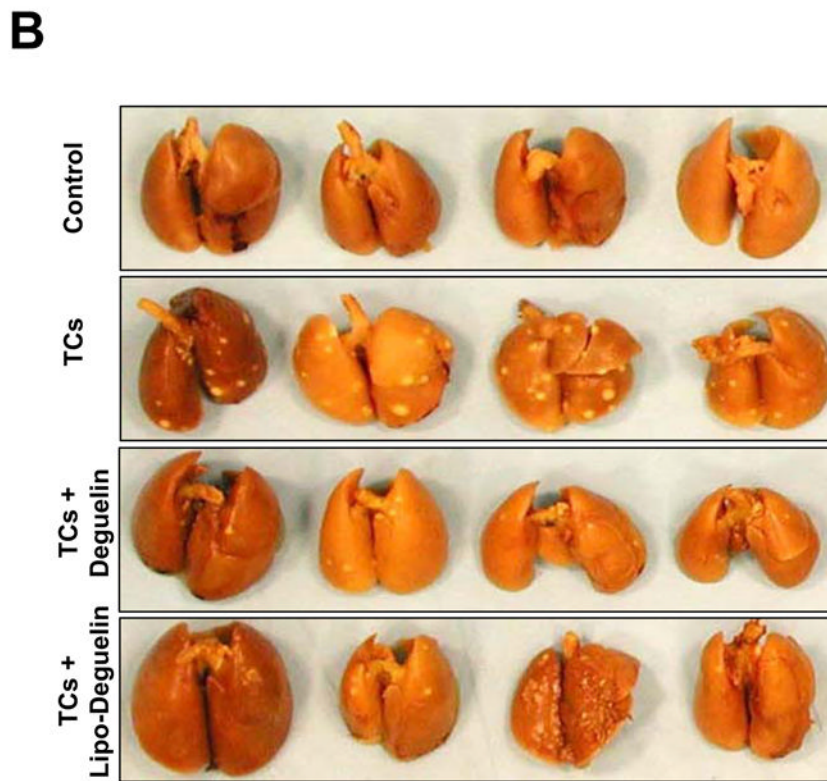 B
Control
TCs
TCs +
Deguelin
TCs +
Lipo-Deguelin